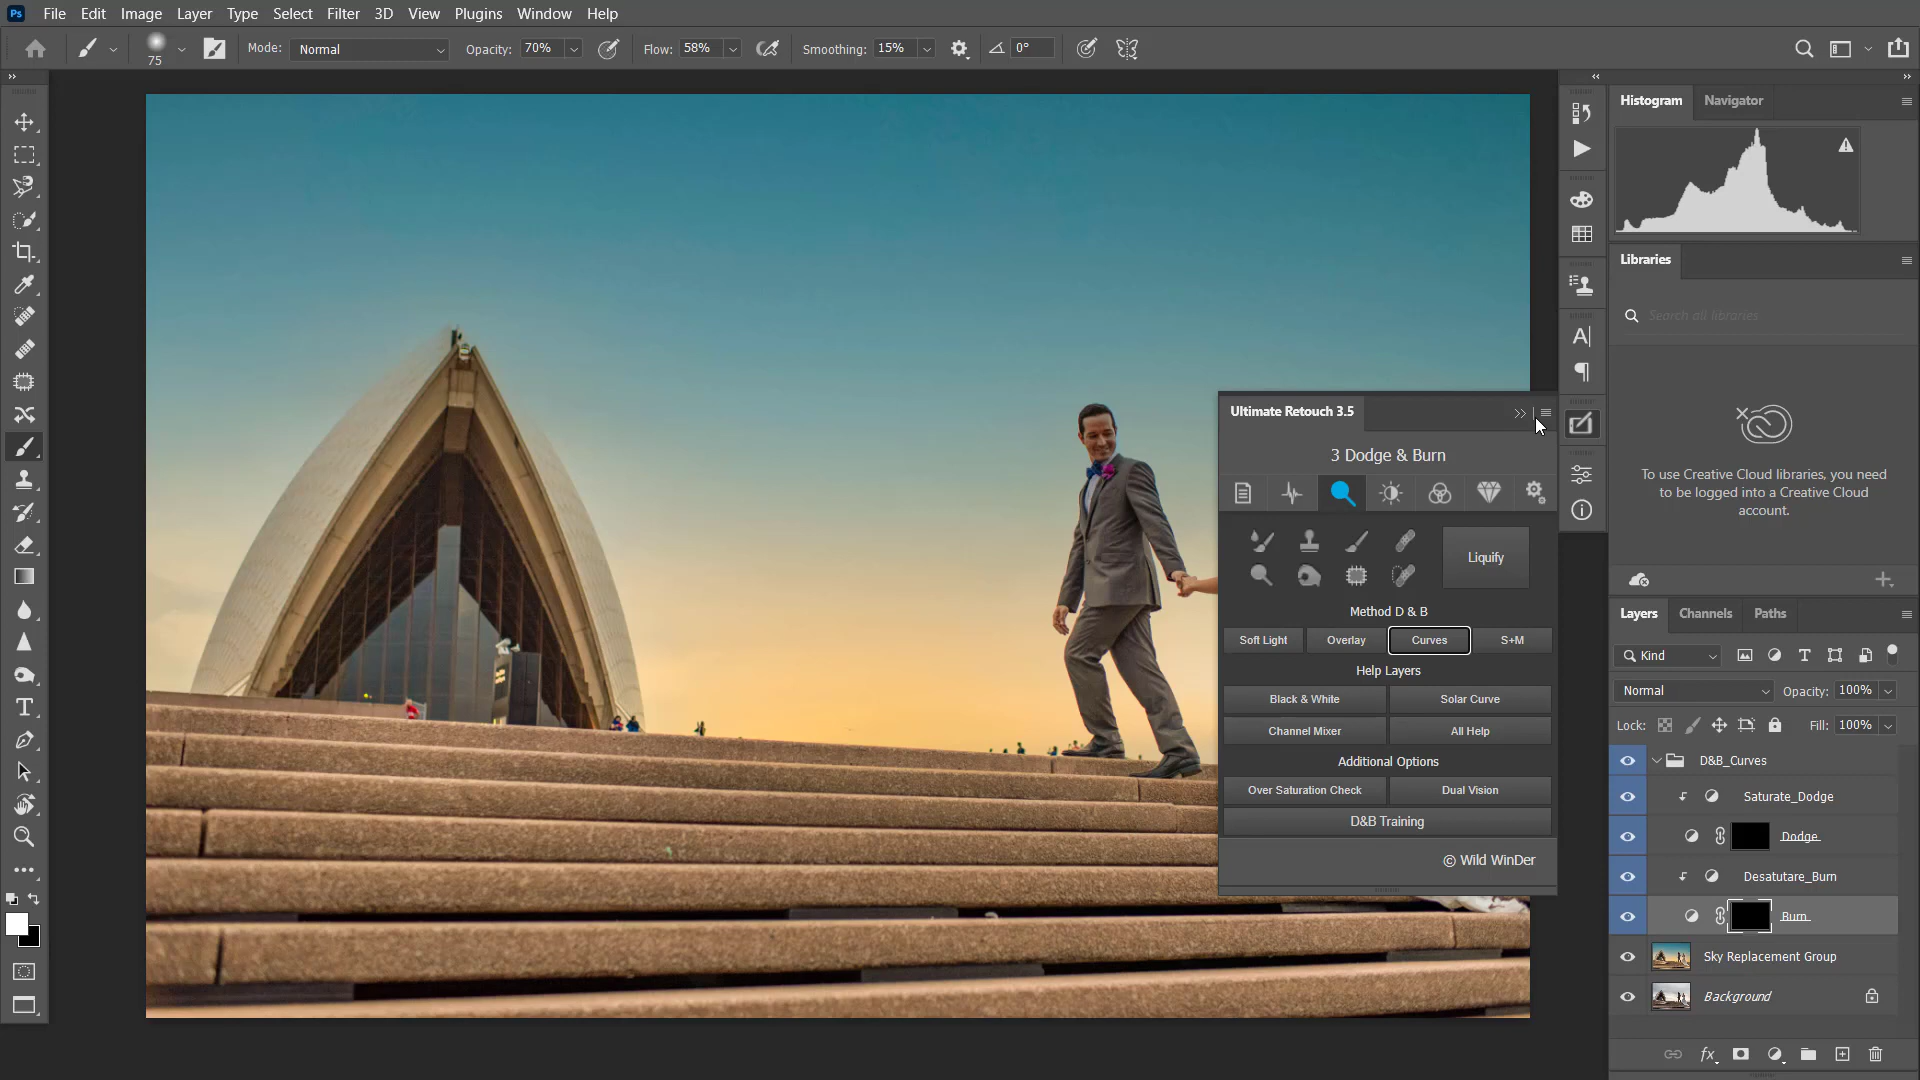 Ps File Edit Image Layer Type Select Filter 3D View Plugins Window Help
75 Mode: Normal Opacity: 70% Flow: 58% Smoothing: 15% 0°
Histogram Navigator
Libraries
Search all libraries
To use Creative Cloud libraries, you need
to be logged into a Creative Cloud
account.
Ultimate Retouch 3.5
3 Dodge & Burn
Liquify
Method D & B
Soft Light Overlay Curves S+M
Help Layers
Black & White Solar Curve
Channel Mixer All Help
Additional Options
Over Saturation Check Dual Vision
D&B Training
© Wild WinDer
Layers Channels Paths
Kind
Normal Opacity: 100%
Lock: Fill: 100%
D&B_Curves
Saturate_Dodge
Dodge
Desatutare_Burn
Burn
Sky Replacement Group
Background